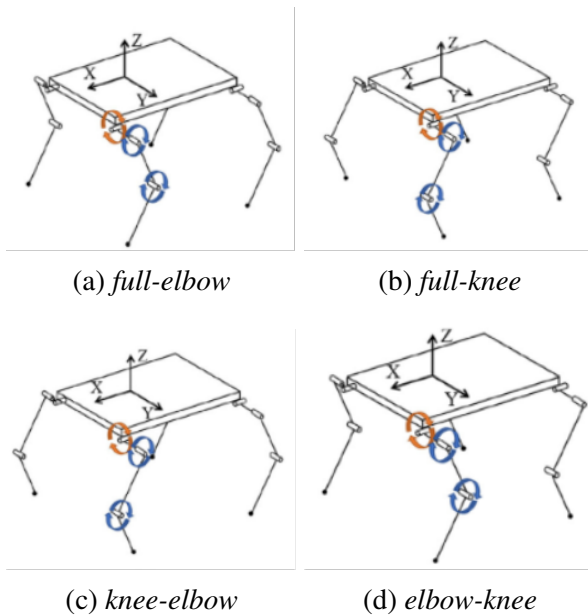 Z
X
Y
Z
X
Y
(a) full-elbow
(b) full-knee
Z
X
Y
Z
X
Y
(c) knee-elbow
(d) elbow-knee